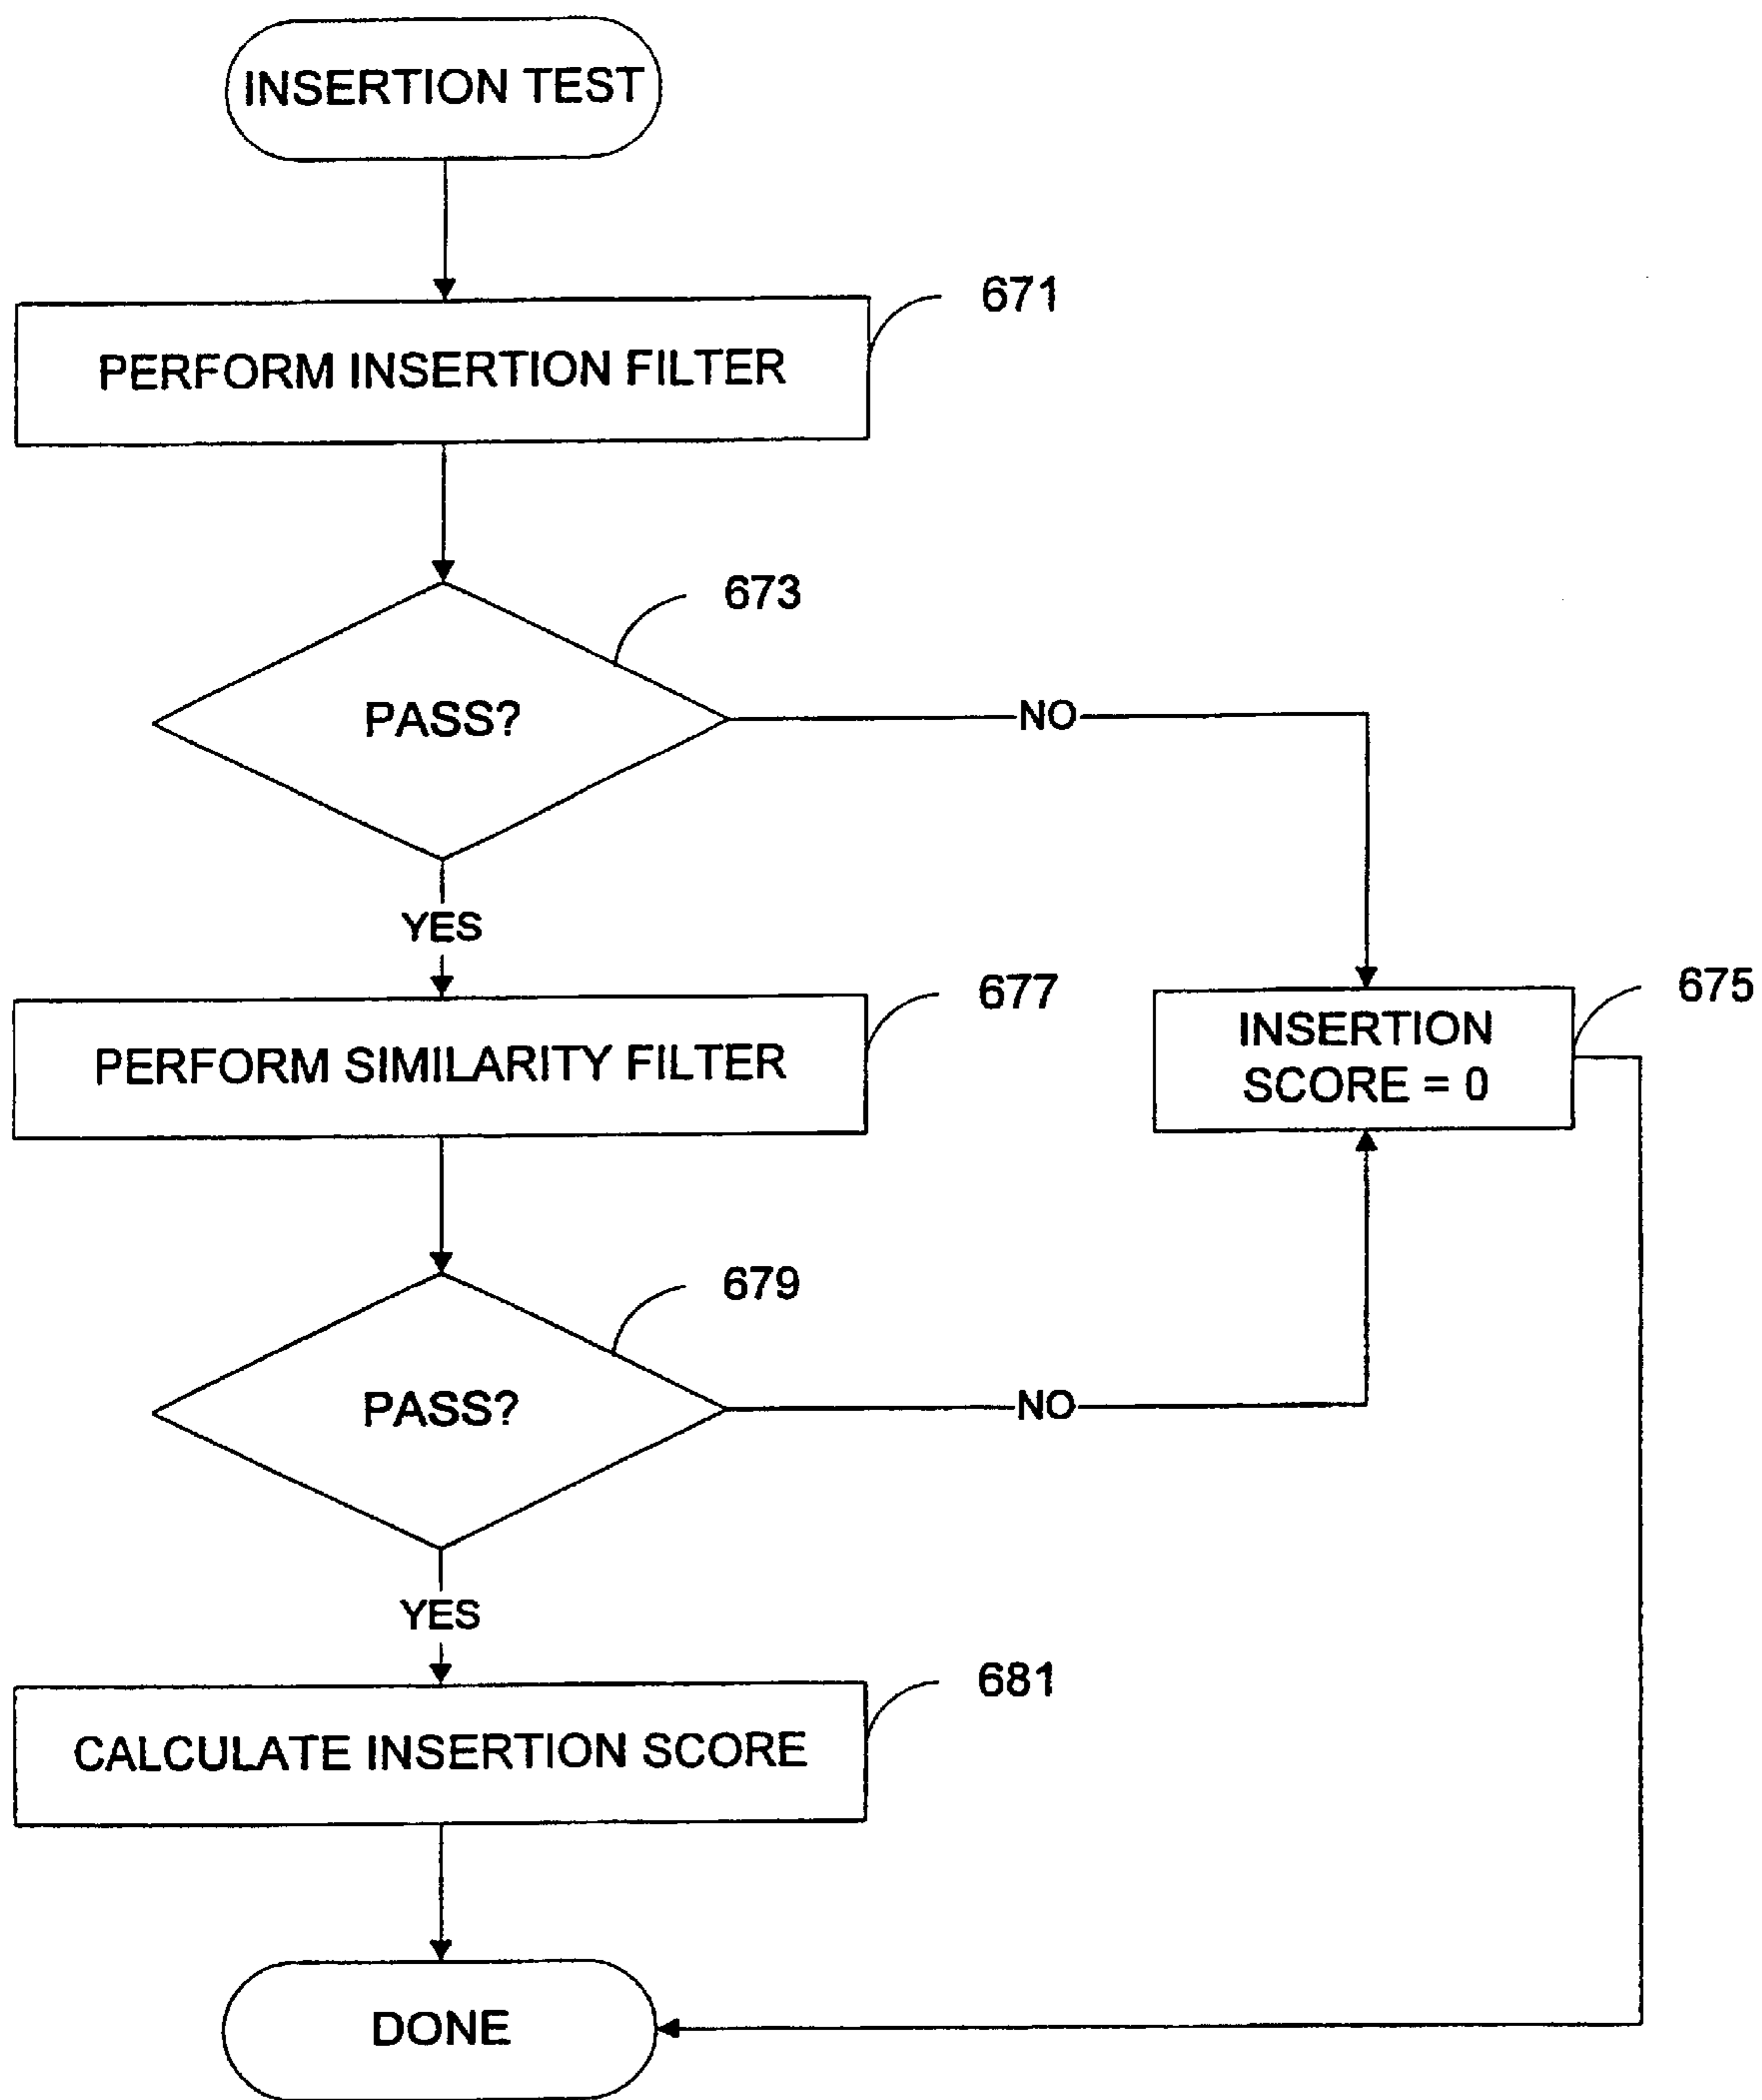 INSERTION TEST
671
PERFORM INSERTION FILTER
673
PASS?
NO
YES
677
PERFORM SIMILARITY FILTER
675
INSERTION
SCORE = 0
679
PASS?
NO
YES
681
CALCULATE INSERTION SCORE
DONE